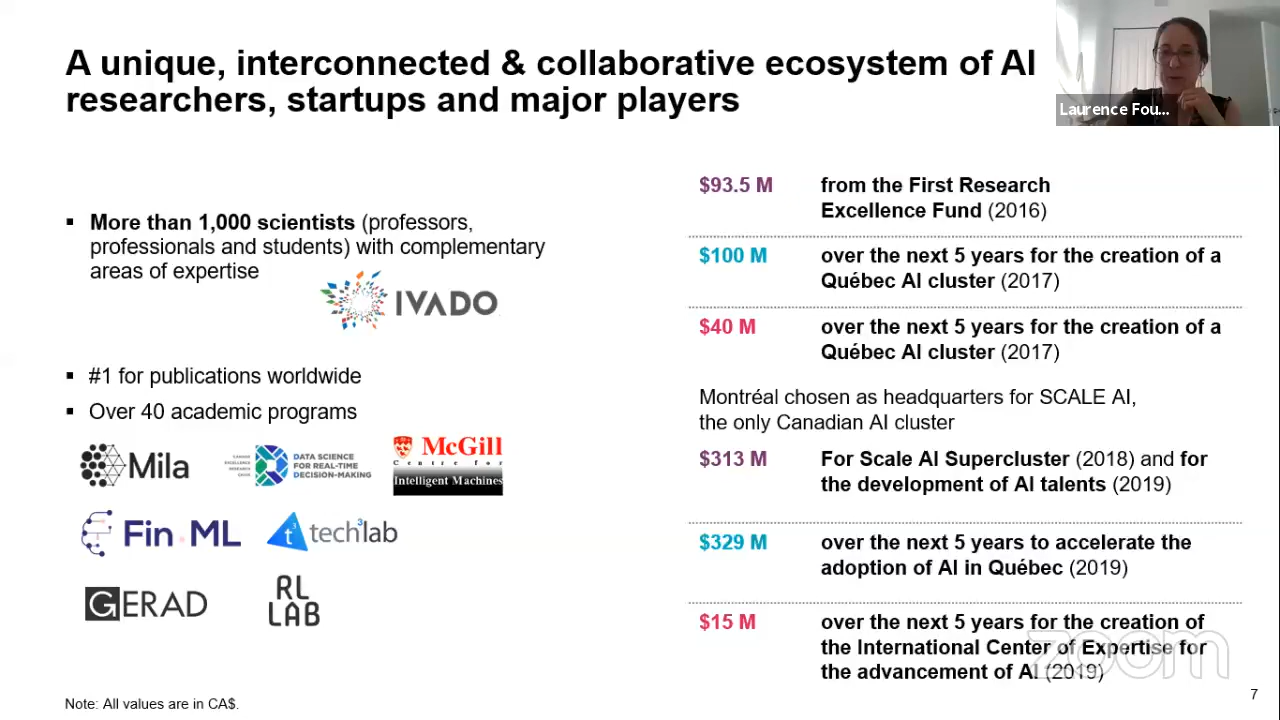 A unique, interconnected & collaborative ecosystem of AI
researchers, startups and major players
Laurence Fou...
▪ More than 1,000 scientists (professors,
professionals and students) with complementary
areas of expertise
IVADO
▪ #1 for publications worldwide
▪ Over 40 academic programs
Mila
DATA SCIENCE
FOR REAL-TIME
DECISION-MAKING
McGill
Centre for
Intelligent Machines
Fin.ML
t³
tech³lab
GERAD
RL
LAB
Note: All values are in CA$.
$93.5 M from the First Research
Excellence Fund (2016)
$100 M over the next 5 years for the creation of a
Québec AI cluster (2017)
$40 M over the next 5 years for the creation of a
Québec AI cluster (2017)
Montréal chosen as headquarters for SCALE AI,
the only Canadian AI cluster
$313 M For Scale AI Supercluster (2018) and for
the development of AI talents (2019)
$329 M over the next 5 years to accelerate the
adoption of AI in Québec (2019)
$15 M over the next 5 years for the creation of
the International Center of Expertise for
the advancement of AI (2019)
zoom
7